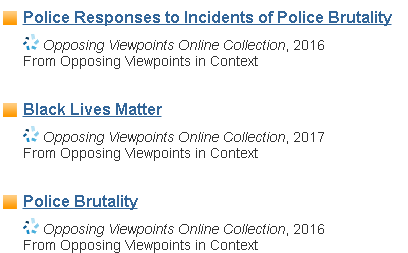 Police Responses to Incidents of Police Brutality
Opposing Viewpoints Online Collection, 2016
From Opposing Viewpoints in Context
Black Lives Matter
Opposing Viewpoints Online Collection, 2017
From Opposing Viewpoints in Context
Police Brutality
Opposing Viewpoints Online Collection, 2016
From Opposing Viewpoints in Context